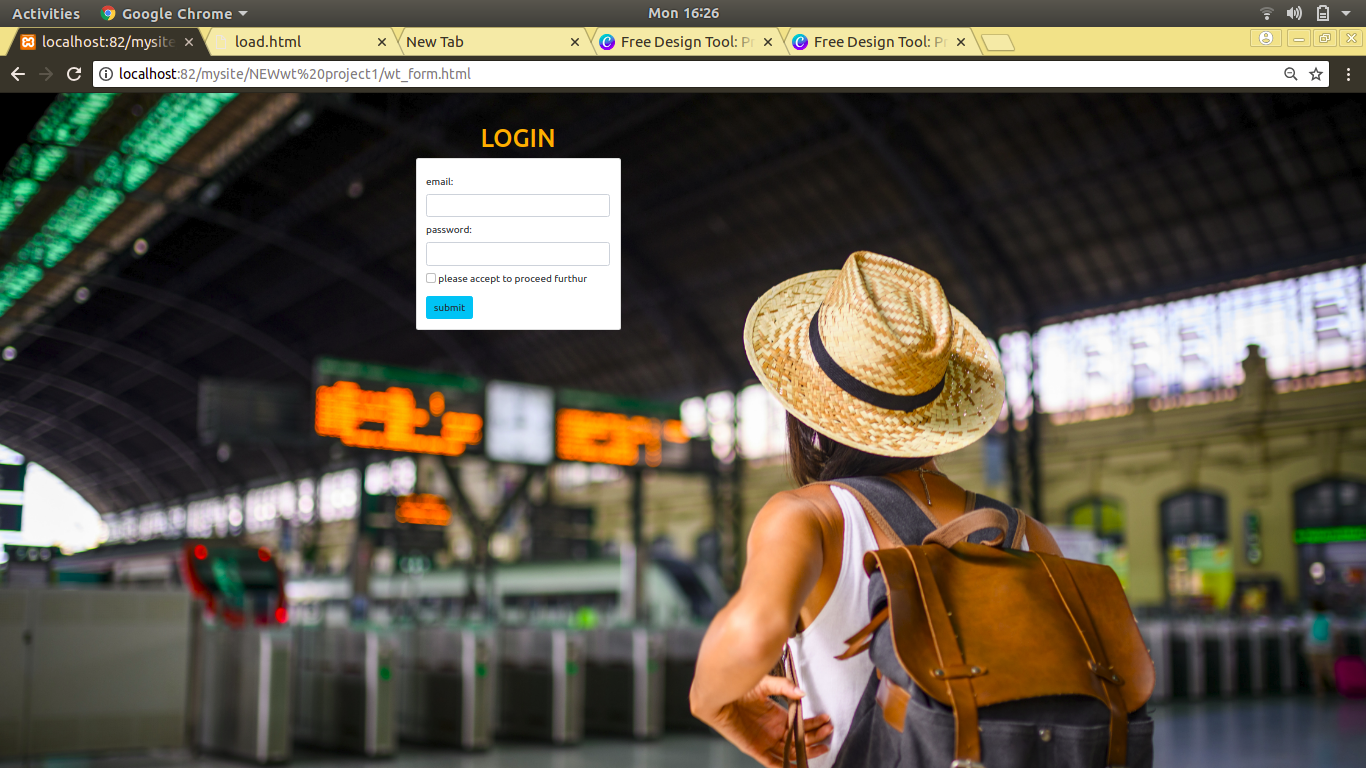 Activities Google Chrome Mon 16:26
localhost:82/mysite load.html New Tab Free Design Tool: Pr Free Design Tool: Pr
localhost:82/mysite/NEWwt%20project1/wt_form.html
LOGIN
email:
password:
please accept to proceed furthur
submit